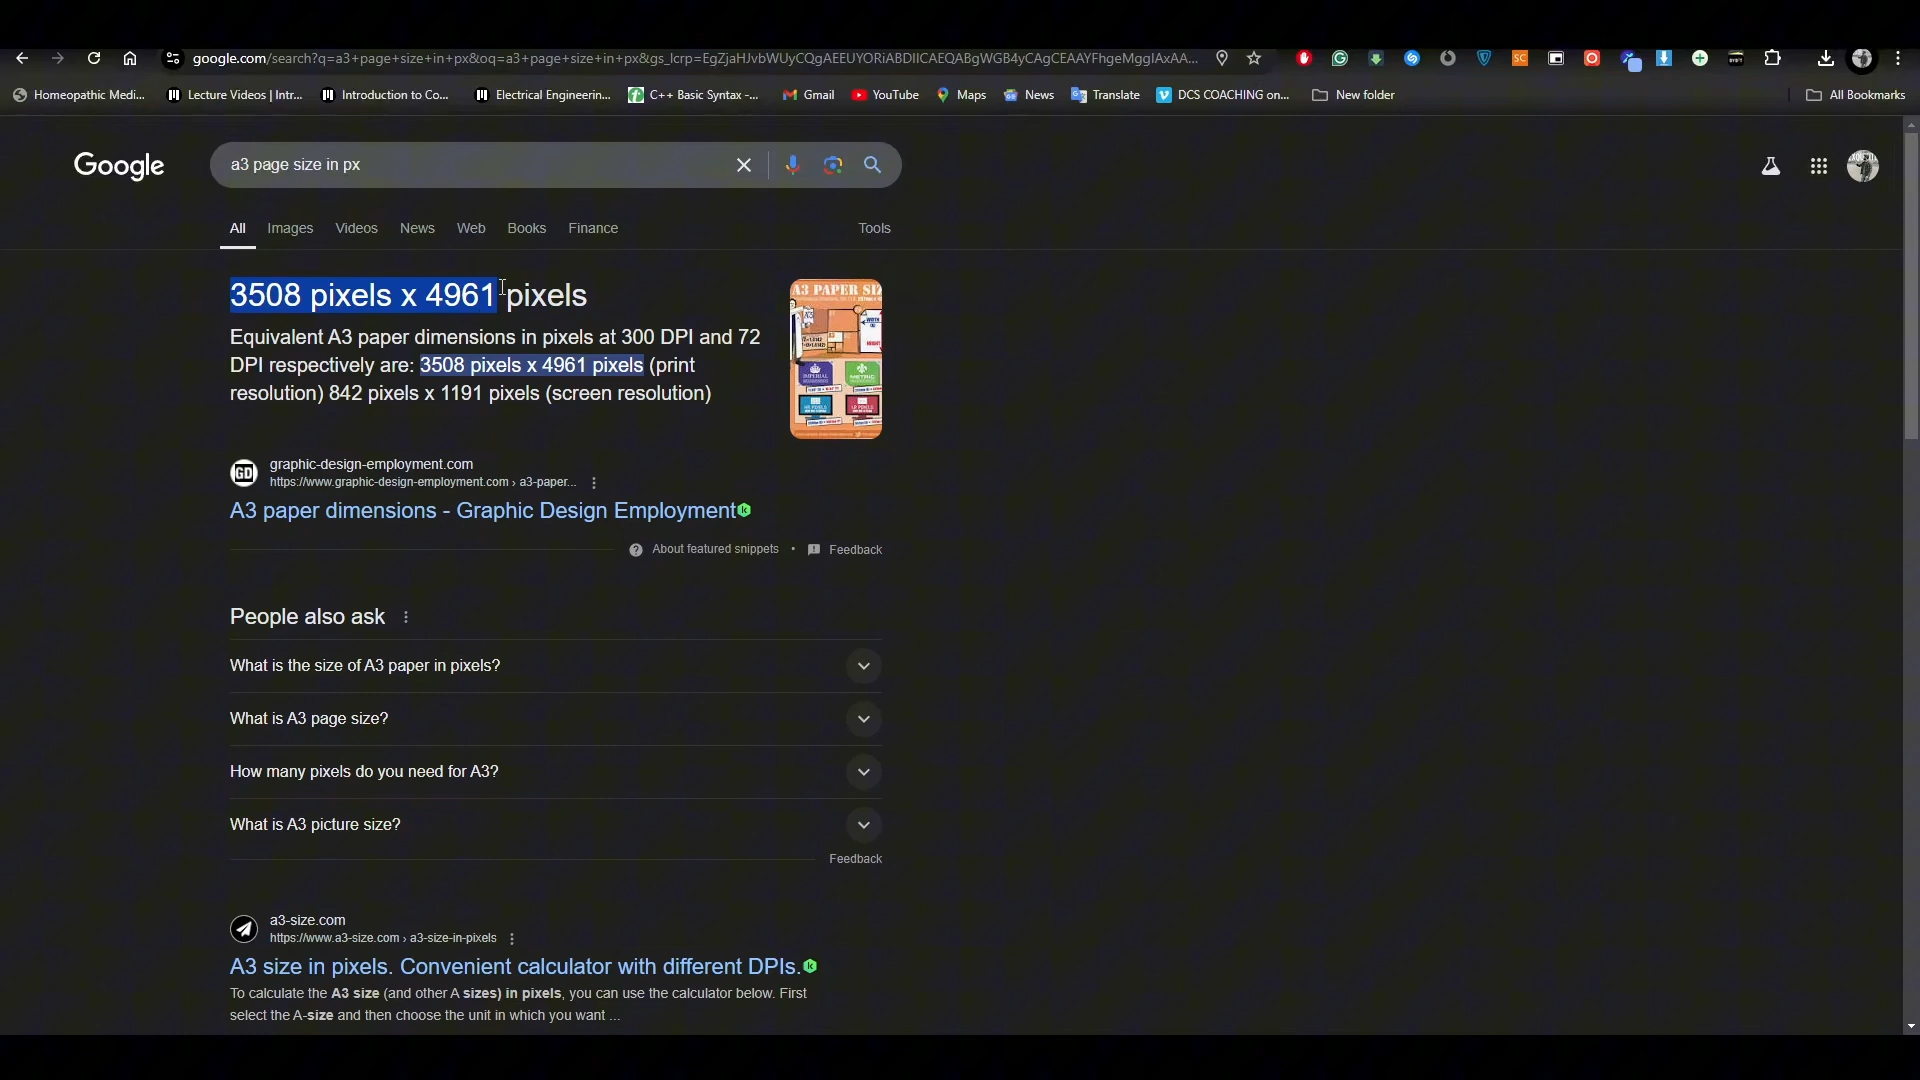 google.com/search?q=a3+page+size+in+px&oq=a3+page+size+in+px&gs_lcrp=EgZjaHJvbWUyCQgAEEUYORiABDIICAEQABgWGB4yCAgCEAAYFhgeMggIAxAA...
Homeopathic Medi... Lecture Videos | Intr... Introduction to Co... Electrical Engineerin... C++ Basic Syntax -... Gmail YouTube Maps News Translate DCS COACHING on... New folder All Bookmarks
Google
a3 page size in px
All Images Videos News Web Books Finance Tools
3508 pixels x 4961 pixels
Equivalent A3 paper dimensions in pixels at 300 DPI and 72
DPI respectively are: 3508 pixels x 4961 pixels (print
resolution) 842 pixels x 1191 pixels (screen resolution)
A3 PAPER SIZ
IMPERIAL
METRIC
GD
graphic-design-employment.com
https://www.graphic-design-employment.com › a3-paper...
A3 paper dimensions - Graphic Design Employment
About featured snippets • Feedback
People also ask
What is the size of A3 paper in pixels?
What is A3 page size?
How many pixels do you need for A3?
What is A3 picture size?
Feedback
a3-size.com
https://www.a3-size.com › a3-size-in-pixels
A3 size in pixels. Convenient calculator with different DPIs.
To calculate the A3 size (and other A sizes) in pixels, you can use the calculator below. First
select the A-size and then choose the unit in which you want ...